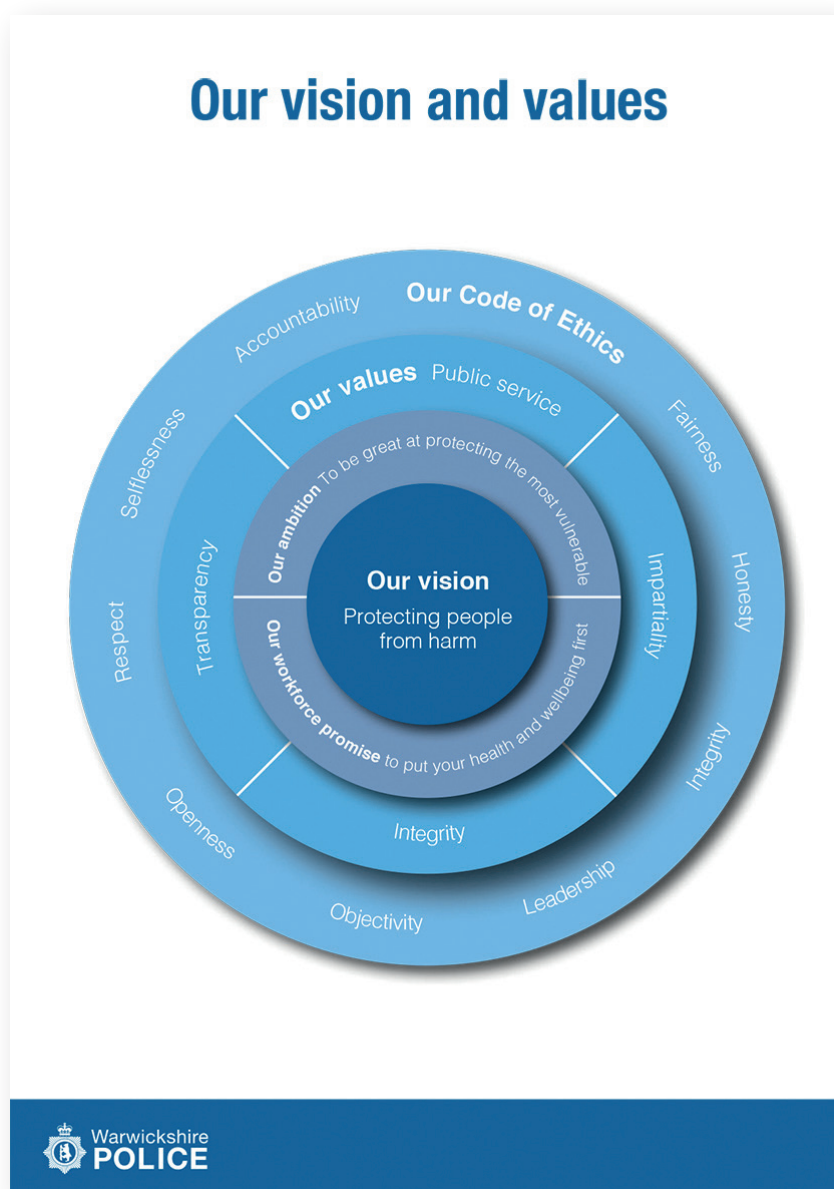 Our vision and values
Our Code of Ethics
Fairness
Honesty
Integrity
Leadership
Objectivity
Openness
Respect
Selflessness
Accountability
Our values Public service
Impartiality
Integrity
Transparency
Our ambition To be great at protecting the most vulnerable
Our workforce promise to put your health and wellbeing first
Our vision
Protecting people
from harm
Warwickshire
POLICE